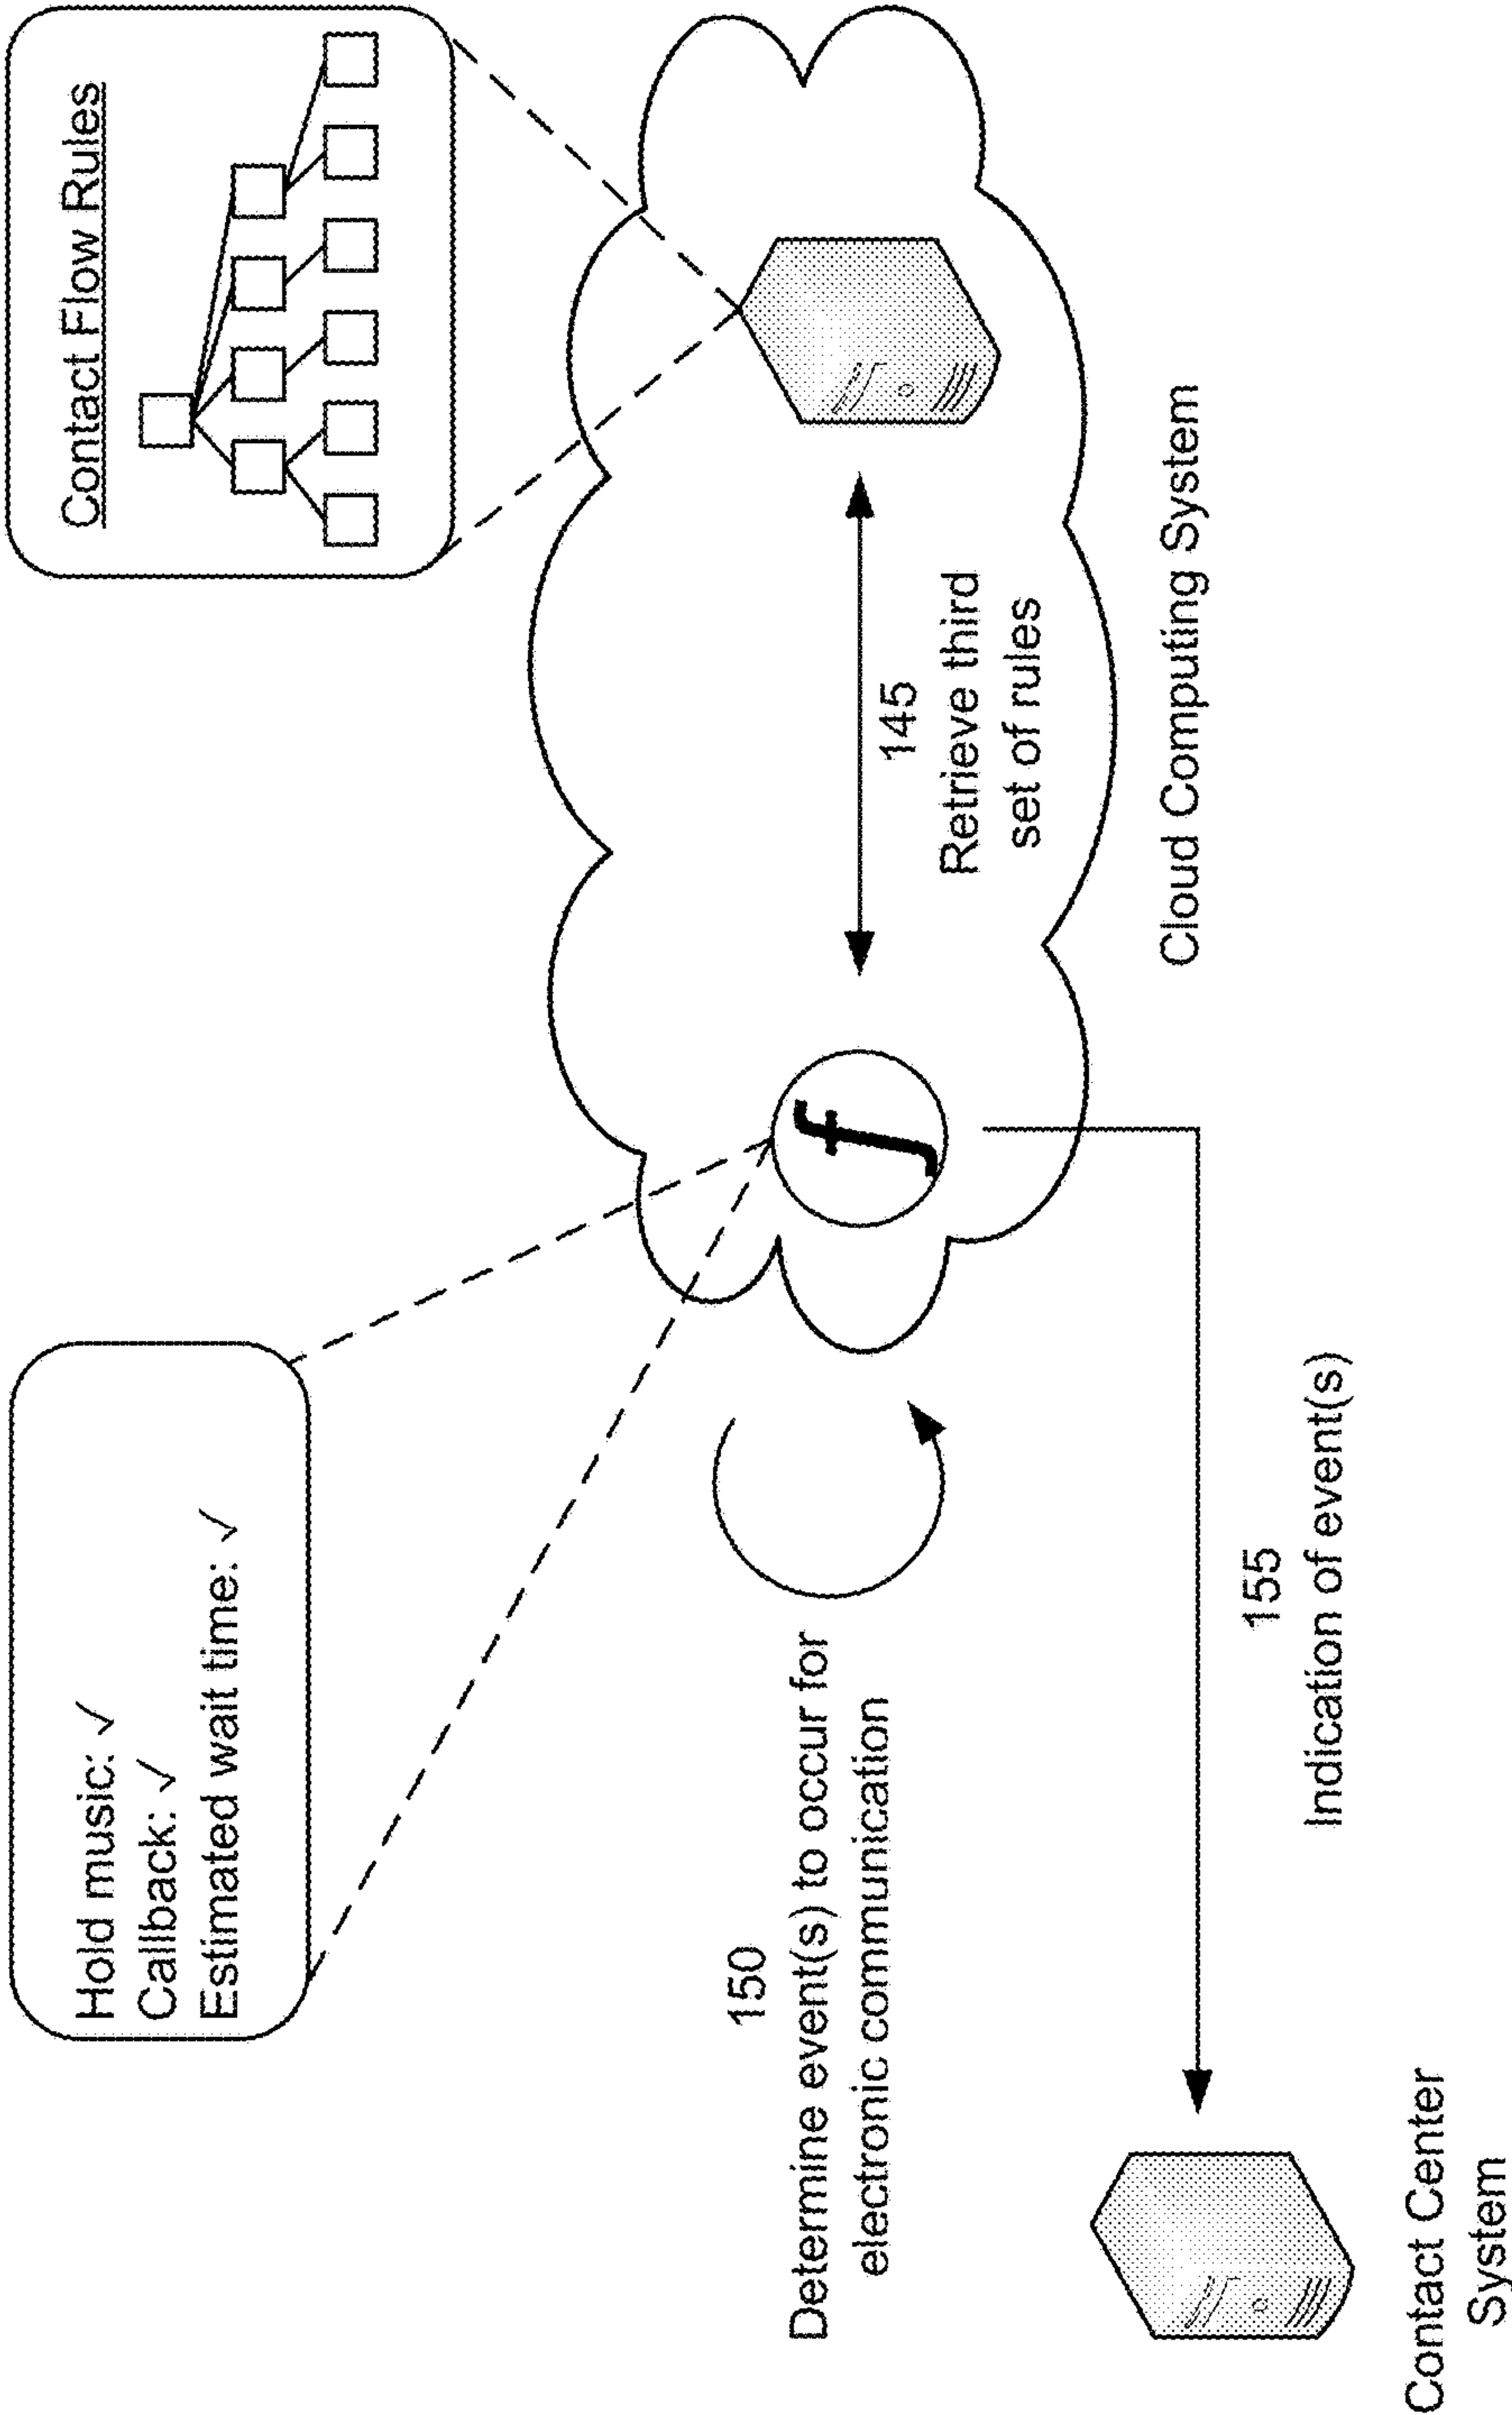 Hold music: ✓
Callback: ✓
Estimated wait time: ✓
Contact Flow Rules
150
Determine event(s) to occur for
electronic communication
f
145
Retrieve third
set of rules
Cloud Computing System
155
Indication of event(s)
Contact Center
System